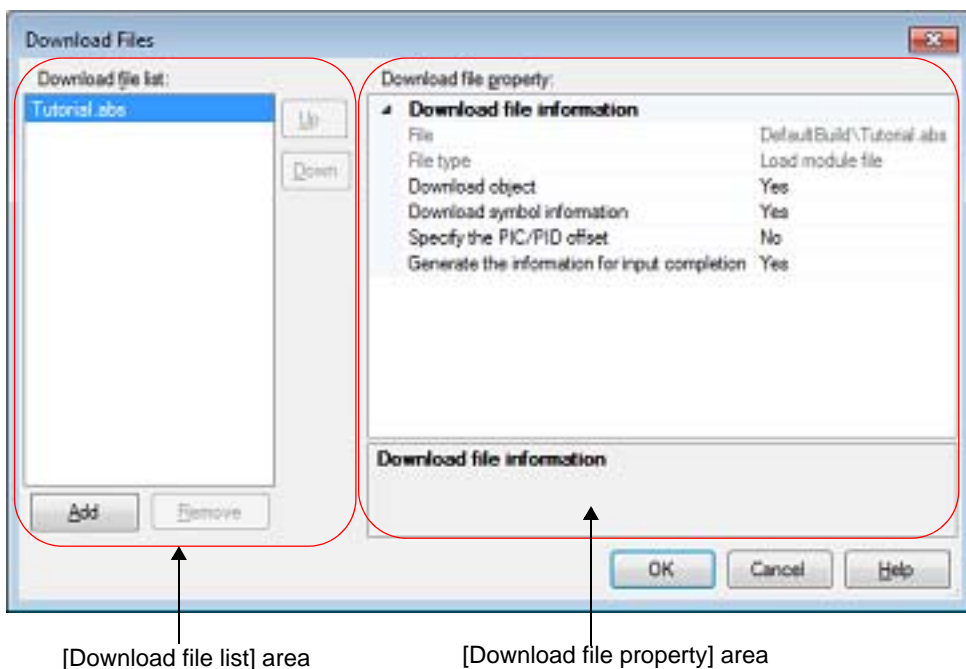 Download Files
Download file list:
Tutorial.abs
Up
Down
Add
Remove
Download file property:
Download file information
File DefaultBuild\Tutorial.abs
File type Load module file
Download object Yes
Download symbol information Yes
Specify the PIC/PID offset No
Generate the information for input completion Yes
Download file information
OK
Cancel
Help
[Download file list] area
[Download file property] area